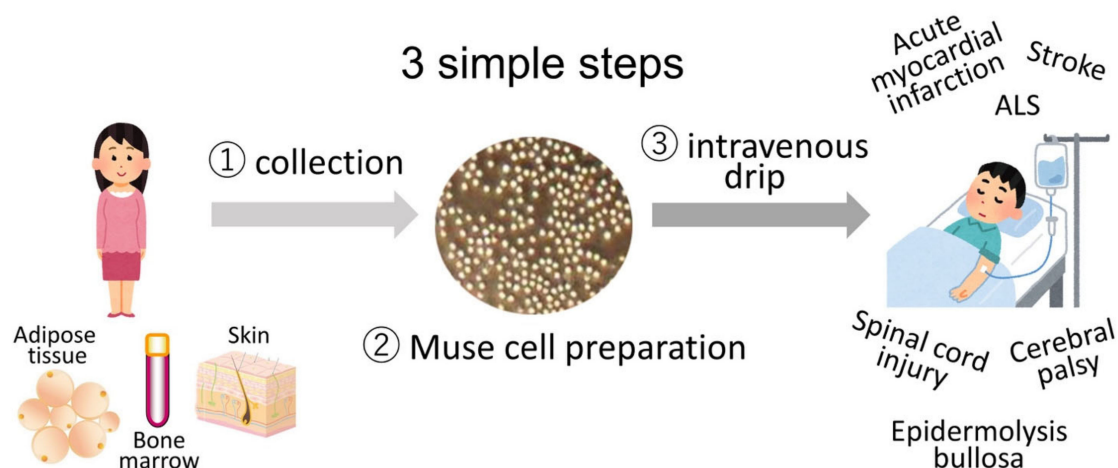 3 simple steps
① collection
② Muse cell preparation
③ intravenous
drip
Adipose
tissue
Bone
marrow
Skin
Acute
myocardial
infarction
Stroke
ALS
Spinal cord
injury
Cerebral
palsy
Epidermolysis
bullosa